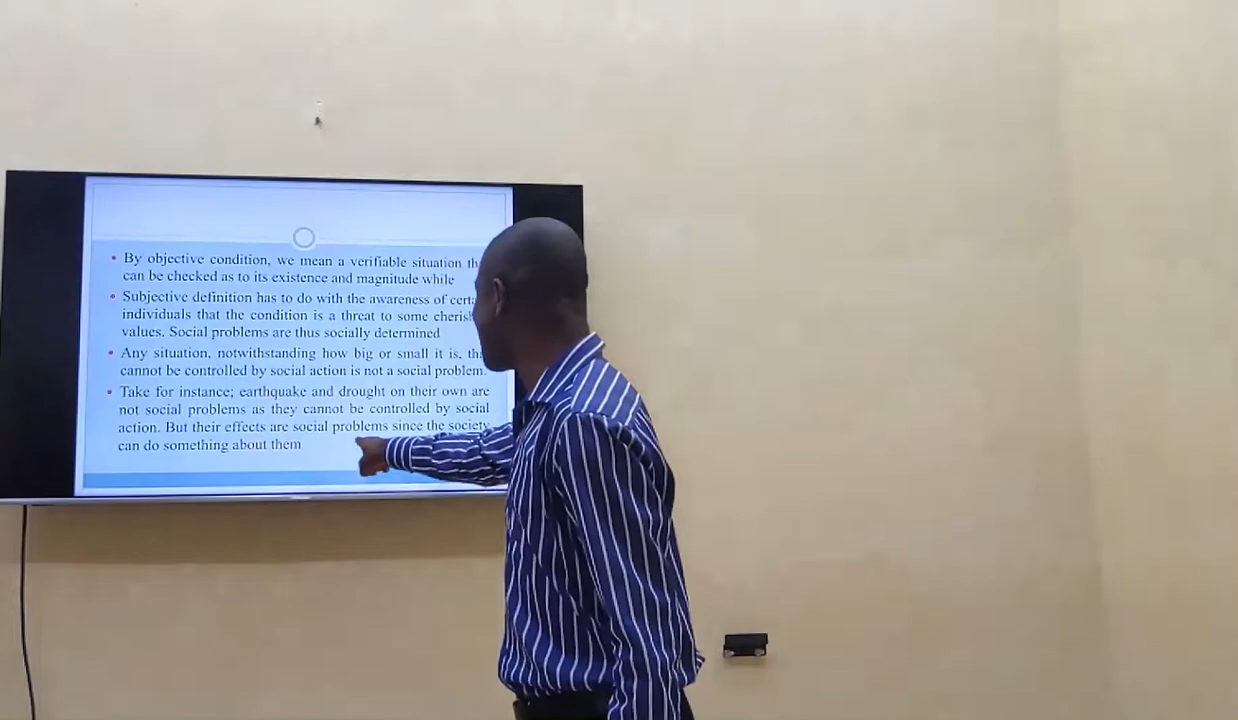 • By objective condition, we mean a verifiable situation
can be checked as to its existence and magnitude while
• Subjective definition has to do with the awareness of
individuals that the condition is a threat to some
values. Social problems are thus socially determined
• Any situation, notwithstanding how big or small it is,
cannot be controlled by social action is not a social problem.
• Take for instance; earthquake and drought on their own are
not social problems as they cannot be controlled by social
action. But their effects are social problems since the society
can do something about them